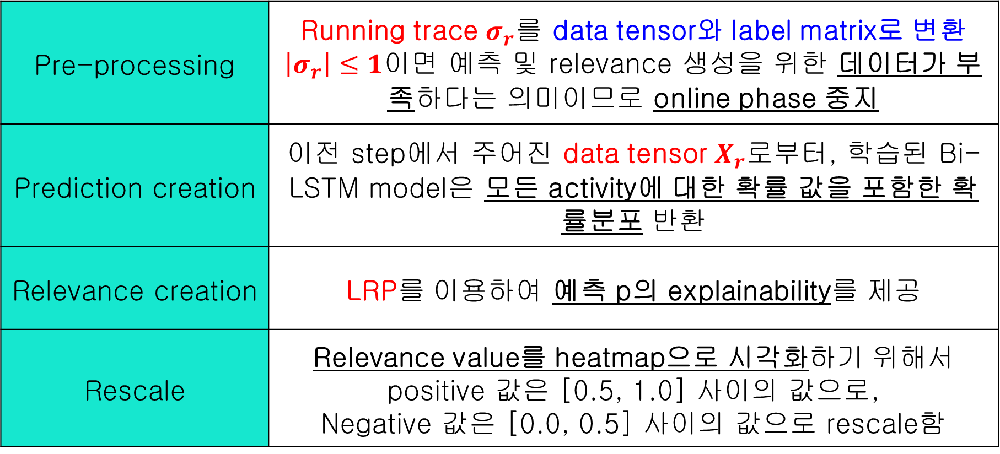 Pre-processing
Running trace σr를 data tensor와 label matrix로 변환
|σr| ≤ 1이면 예측 및 relevance 생성을 위한 데이터가 부
족하다는 의미이므로 online phase 중지
Prediction creation
이전 step에서 주어진 data tensor Xr로부터, 학습된 Bi-
LSTM model은 모든 activity에 대한 확률 값을 포함한 확
률분포 반환
Relevance creation
LRP를 이용하여 예측 p의 explainability를 제공
Rescale
Relevance value를 heatmap으로 시각화하기 위해서
positive 값은 [0.5, 1.0] 사이의 값으로,
Negative 값은 [0.0, 0.5] 사이의 값으로 rescale함